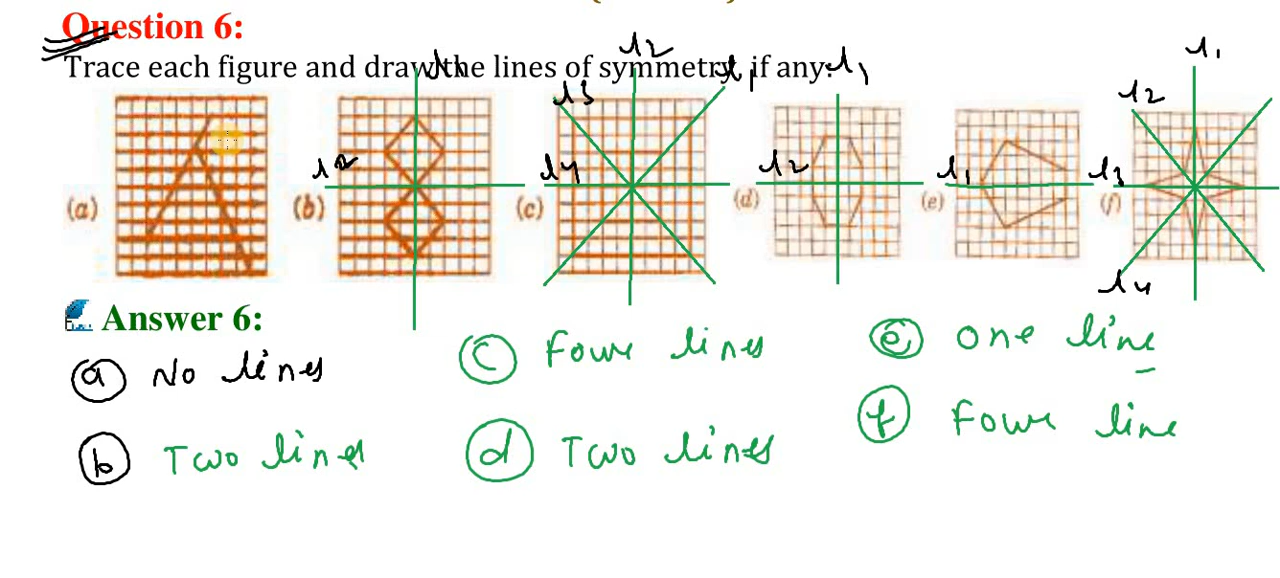 Question 6:
Trace each figure and draw the lines of symmetry, if any:
l2
l1
l1
l1
l3
l2
l2
l4
l2
l1
l3
(a)
(b)
(c)
(d)
(e)
(f)
l4
Answer 6:
(a) No lines
(b) Two lines
(c) Four lines
(d) Two lines
(e) one line
(f) Four line